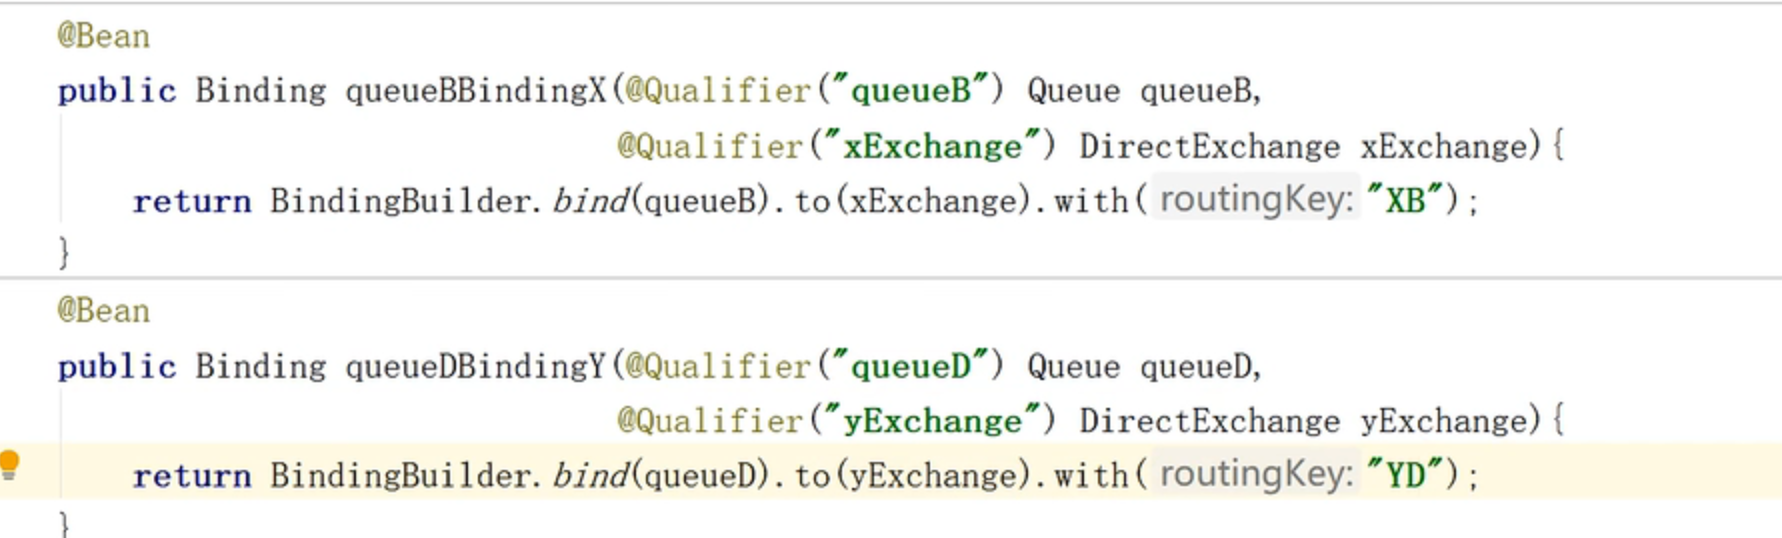 @Bean
public Binding queueBBindingX(@Qualifier("queueB") Queue queueB,
@Qualifier("xExchange") DirectExchange xExchange){
return BindingBuilder.bind(queueB).to(xExchange).with( routingKey: "XB");
}
@Bean
public Binding queueDBindingY(@Qualifier("queueD") Queue queueD,
@Qualifier("yExchange") DirectExchange yExchange){
return BindingBuilder.bind(queueD).to(yExchange).with( routingKey: "YD");
}